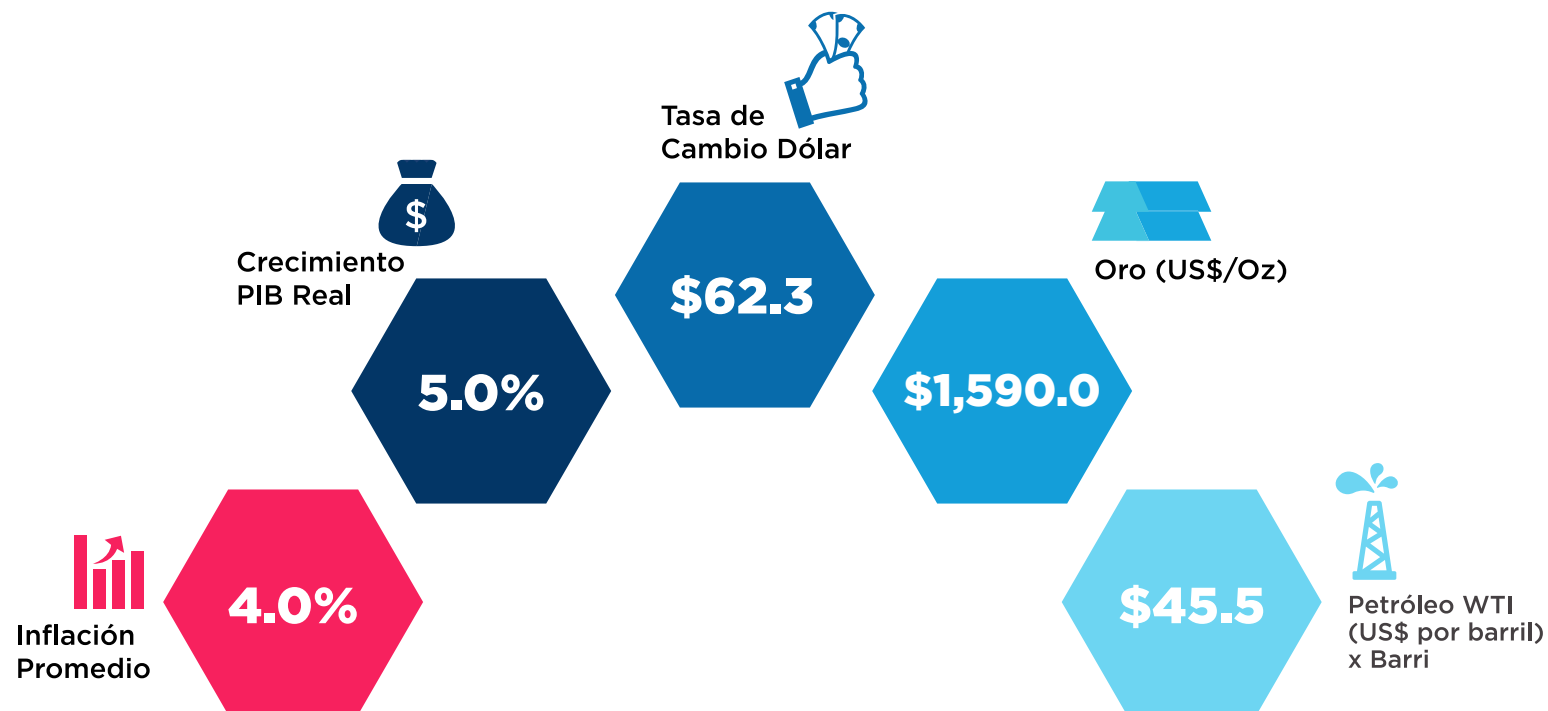 Tasa de
Cambio Dólar
$62.3
$
Crecimiento
PIB Real
5.0%
Oro (US$/Oz)
$1,590.0
Inflación
Promedio
4.0%
$45.5
Petróleo WTI
(US$ por barril)
x Barri